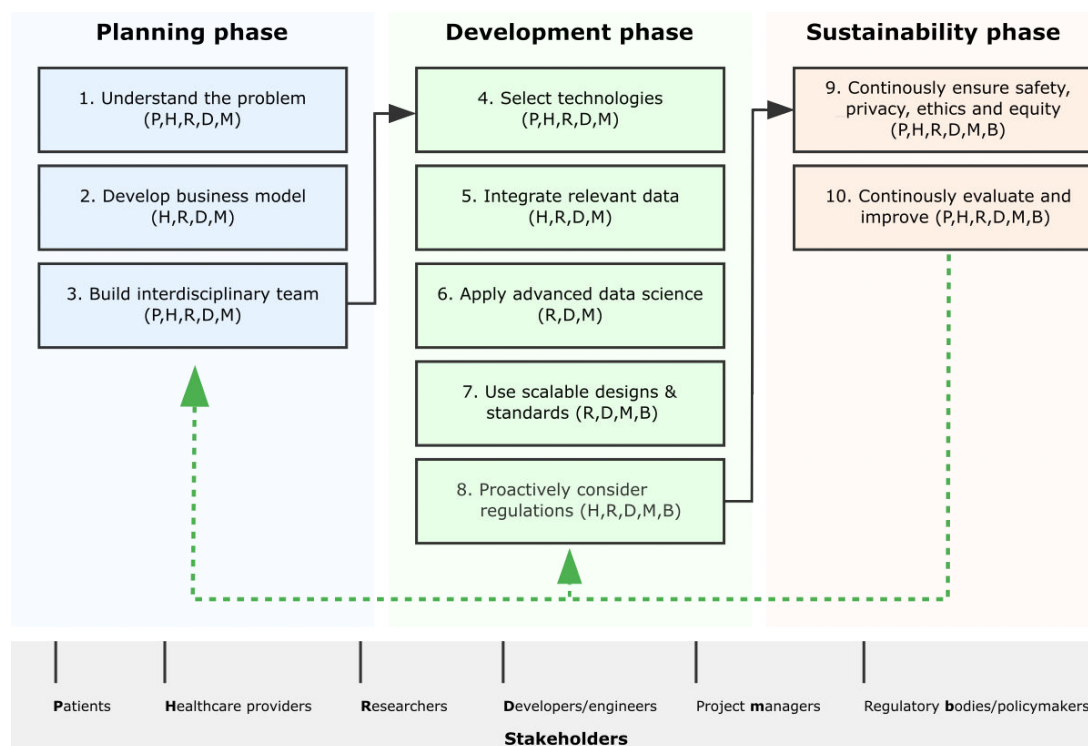 Planning phase
1. Understand the problem
(P,H,R,D,M)
2. Develop business model
(H,R,D,M)
3. Build interdisciplinary team
(P,H,R,D,M)
Development phase
4. Select technologies
(P,H,R,D,M)
5. Integrate relevant data
(H,R,D,M)
6. Apply advanced data science
(R,D,M)
7. Use scalable designs &
standards (R,D,M,B)
8. Proactively consider
regulations (H,R,D,M,B)
Sustainability phase
9. Continously ensure safety,
privacy, ethics and equity
(P,H,R,D,M,B)
10. Continously evaluate and
improve (P,H,R,D,M,B)
Patients
Healthcare providers
Researchers
Developers/engineers
Project managers
Regulatory bodies/policymakers
Stakeholders